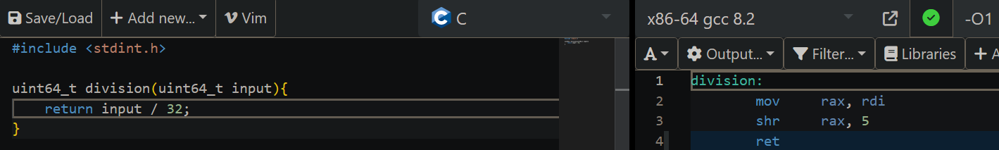 Save/Load + Add new... Vim C
#include <stdint.h>
uint64_t division(uint64_t input){
return input / 32;
}
x86-64 gcc 8.2 -O1
A Output... Filter... Libraries + A
1 division:
2 mov rax, rdi
3 shr rax, 5
4 ret